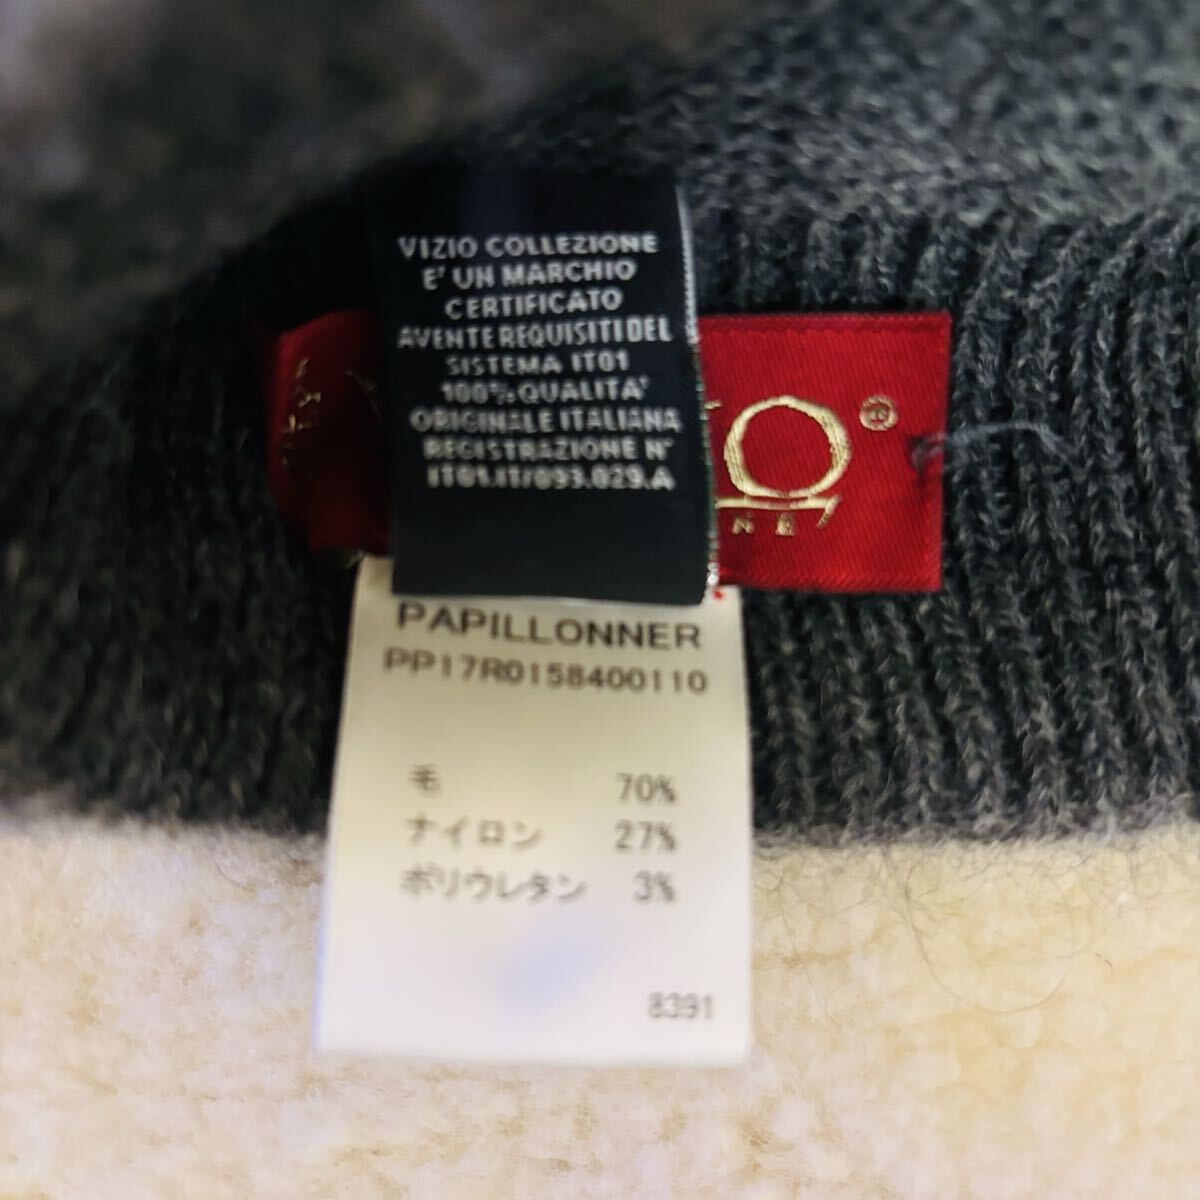 VIZIO COLLEZIONE
E' UN MARCHIO
CERTIFICATO
AVENTE REQUISITI DEL
SISTEMA IT01
100% QUALITA'
ORIGINALE ITALIANA
REGISTRAZIONE N°
IT01.IT/093.029.A
O®
NE
PAPILLONNER
PP17R0158400110
毛 70%
ナイロン 27%
ポリウレタン 3%
8391